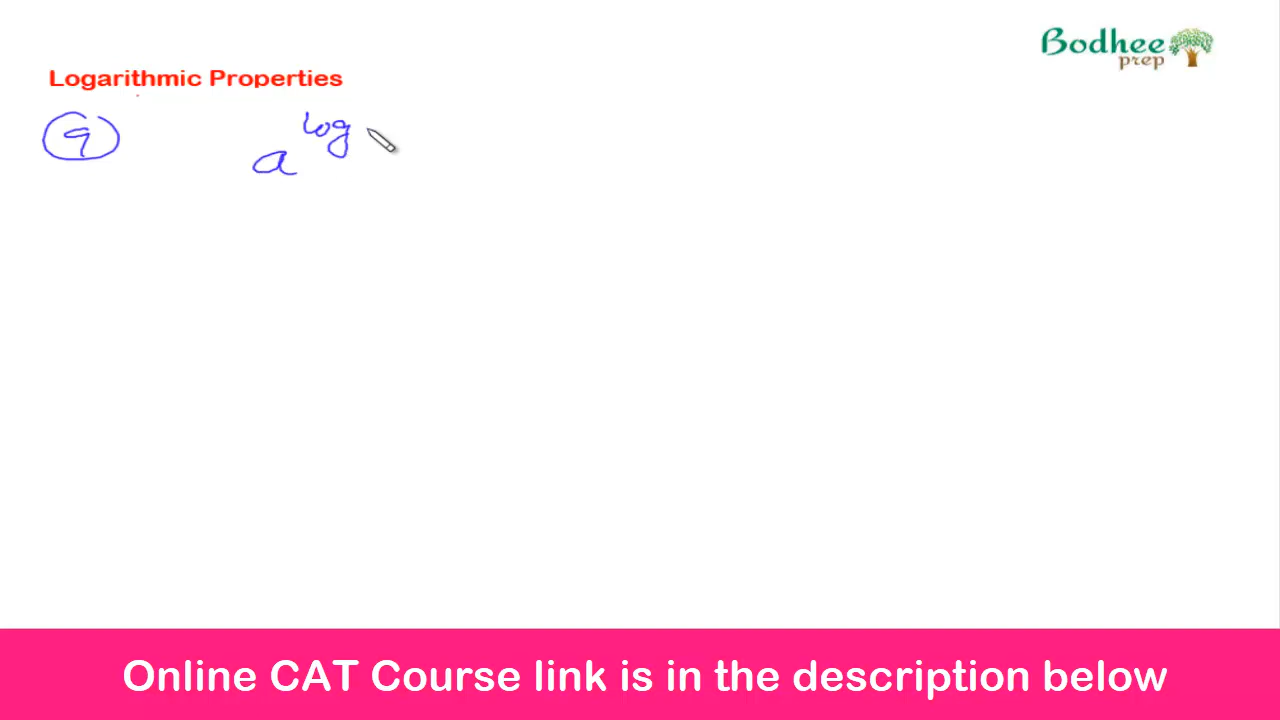 Bodhee
prep
Logarithmic Properties
9
a^log
Online CAT Course link is in the description below